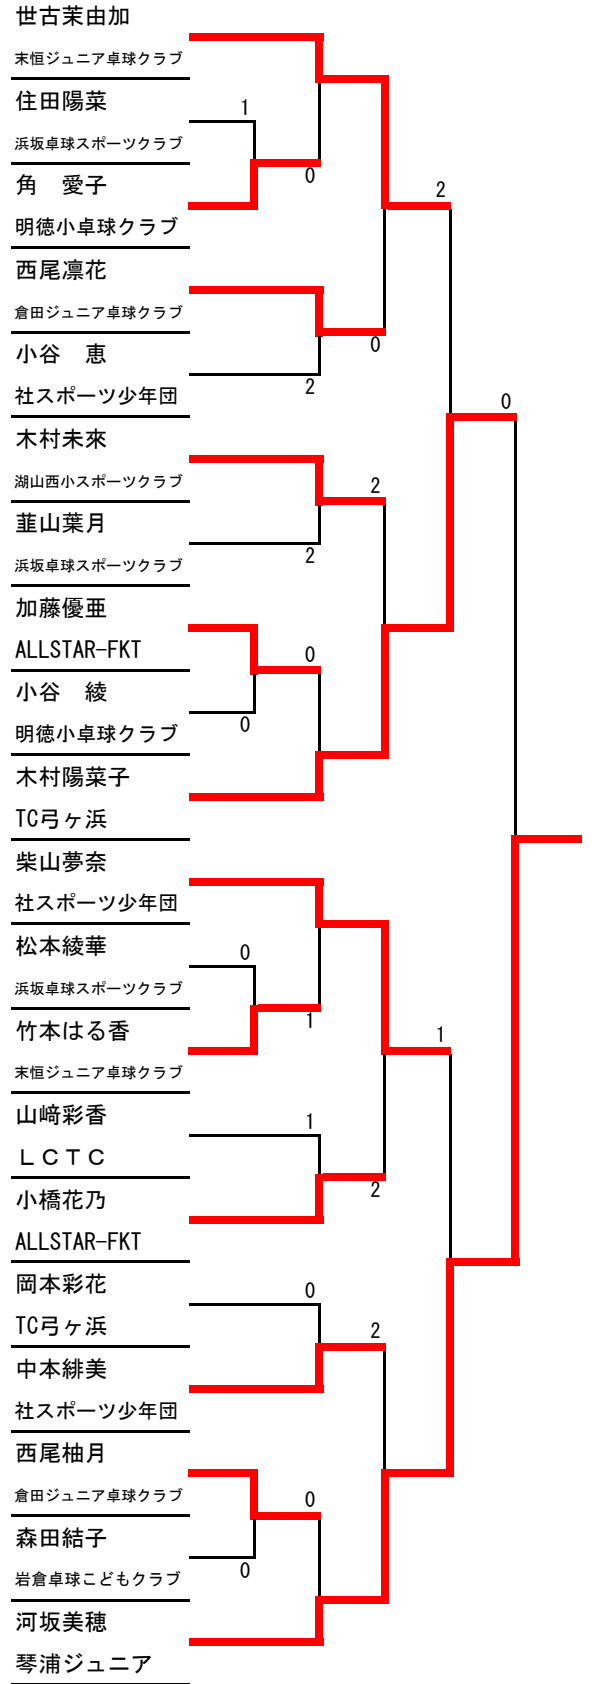 世古茉由加
末恒ジュニア卓球クラブ
住田陽菜
1
浜坂卓球スポーツクラブ
0
角　愛子
2
明徳小卓球クラブ
西尾凛花
倉田ジュニア卓球クラブ
0
小谷　恵
2
社スポーツ少年団
0
木村未來
湖山西小スポーツクラブ
2
韮山葉月
2
浜坂卓球スポーツクラブ
加藤優亜
ALLSTAR-FKT
0
小谷　綾
0
明徳小卓球クラブ
木村陽菜子
TC弓ヶ浜
柴山夢奈
社スポーツ少年団
松本綾華
0
浜坂卓球スポーツクラブ
1
竹本はる香
1
末恒ジュニア卓球クラブ
山﨑彩香
1
ＬＣＴＣ
2
小橋花乃
ALLSTAR-FKT
岡本彩花
0
TC弓ヶ浜
2
中本緋美
社スポーツ少年団
西尾柚月
倉田ジュニア卓球クラブ
0
森田結子
0
岩倉卓球こどもクラブ
河坂美穂
琴浦ジュニア